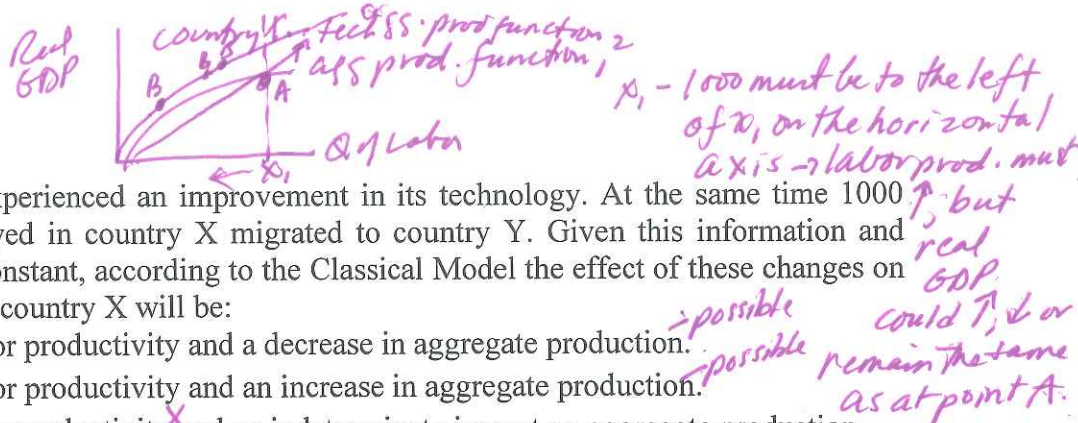 Real
GDP
country X
Tech
agg. prod function 2
agg prod. function 1
B
B
B
A
Q of Labor
x₁
x₁ - 1000 must be to the left
of x₁ on the horizontal
axis → labor prod. must
↑, but
real
GDP
could ↑, ↓ or
remain the same
as at point A.
xperienced an improvement in its technology. At the same time 1000
yed in country X migrated to country Y. Given this information and
onstant, according to the Classical Model the effect of these changes on
country X will be:
or productivity and a decrease in aggregate production. - possible
or productivity and an increase in aggregate production. - possible